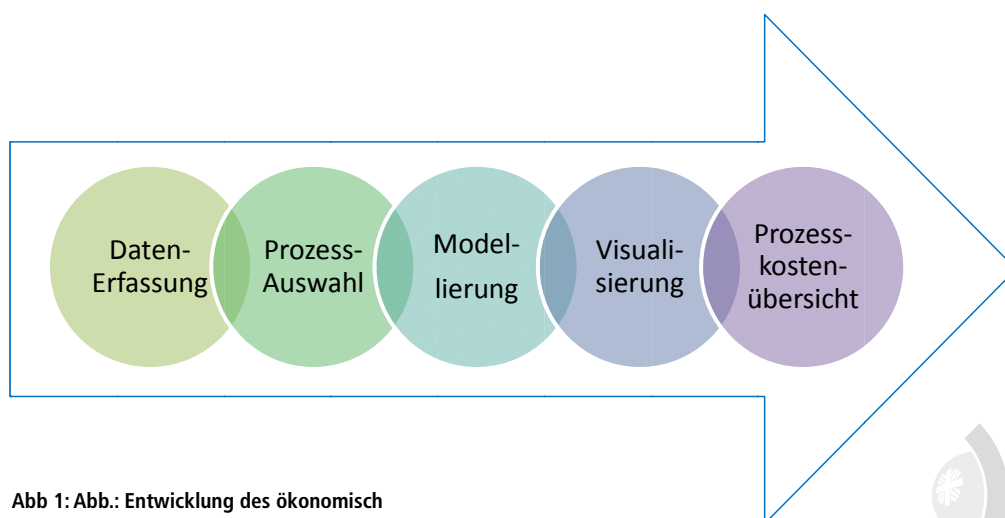 Daten-
Erfassung
Prozess-
Auswahl
Model-
lierung
Visuali-
sierung
Prozess-
kosten-
übersicht
Abb 1: Abb.: Entwicklung des ökonomisch